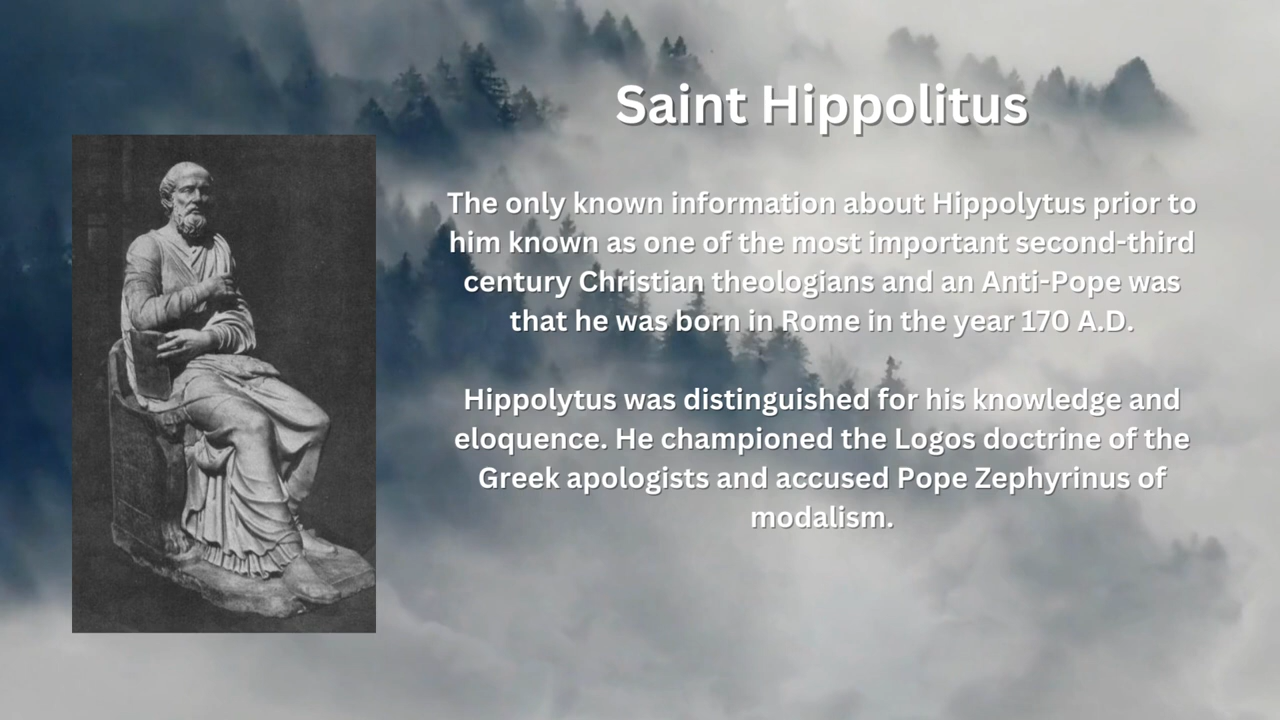 Saint Hippolitus
The only known information about Hippolytus prior to
him known as one of the most important second-third
century Christian theologians and an Anti-Pope was
that he was born in Rome in the year 170 A.D.
Hippolytus was distinguished for his knowledge and
eloquence. He championed the Logos doctrine of the
Greek apologists and accused Pope Zephyrinus of
modalism.